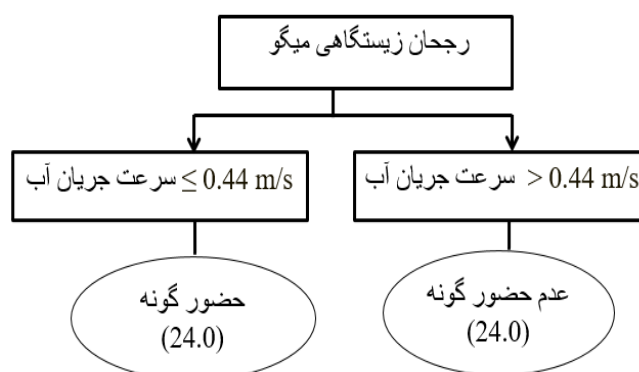 رجحان زیستگاهی میگو
سرعت جریان آب > 0.44 m/s
سرعت جریان آب ≤ 0.44 m/s
عدم حضور گونه
(24.0)
حضور گونه
(24.0)